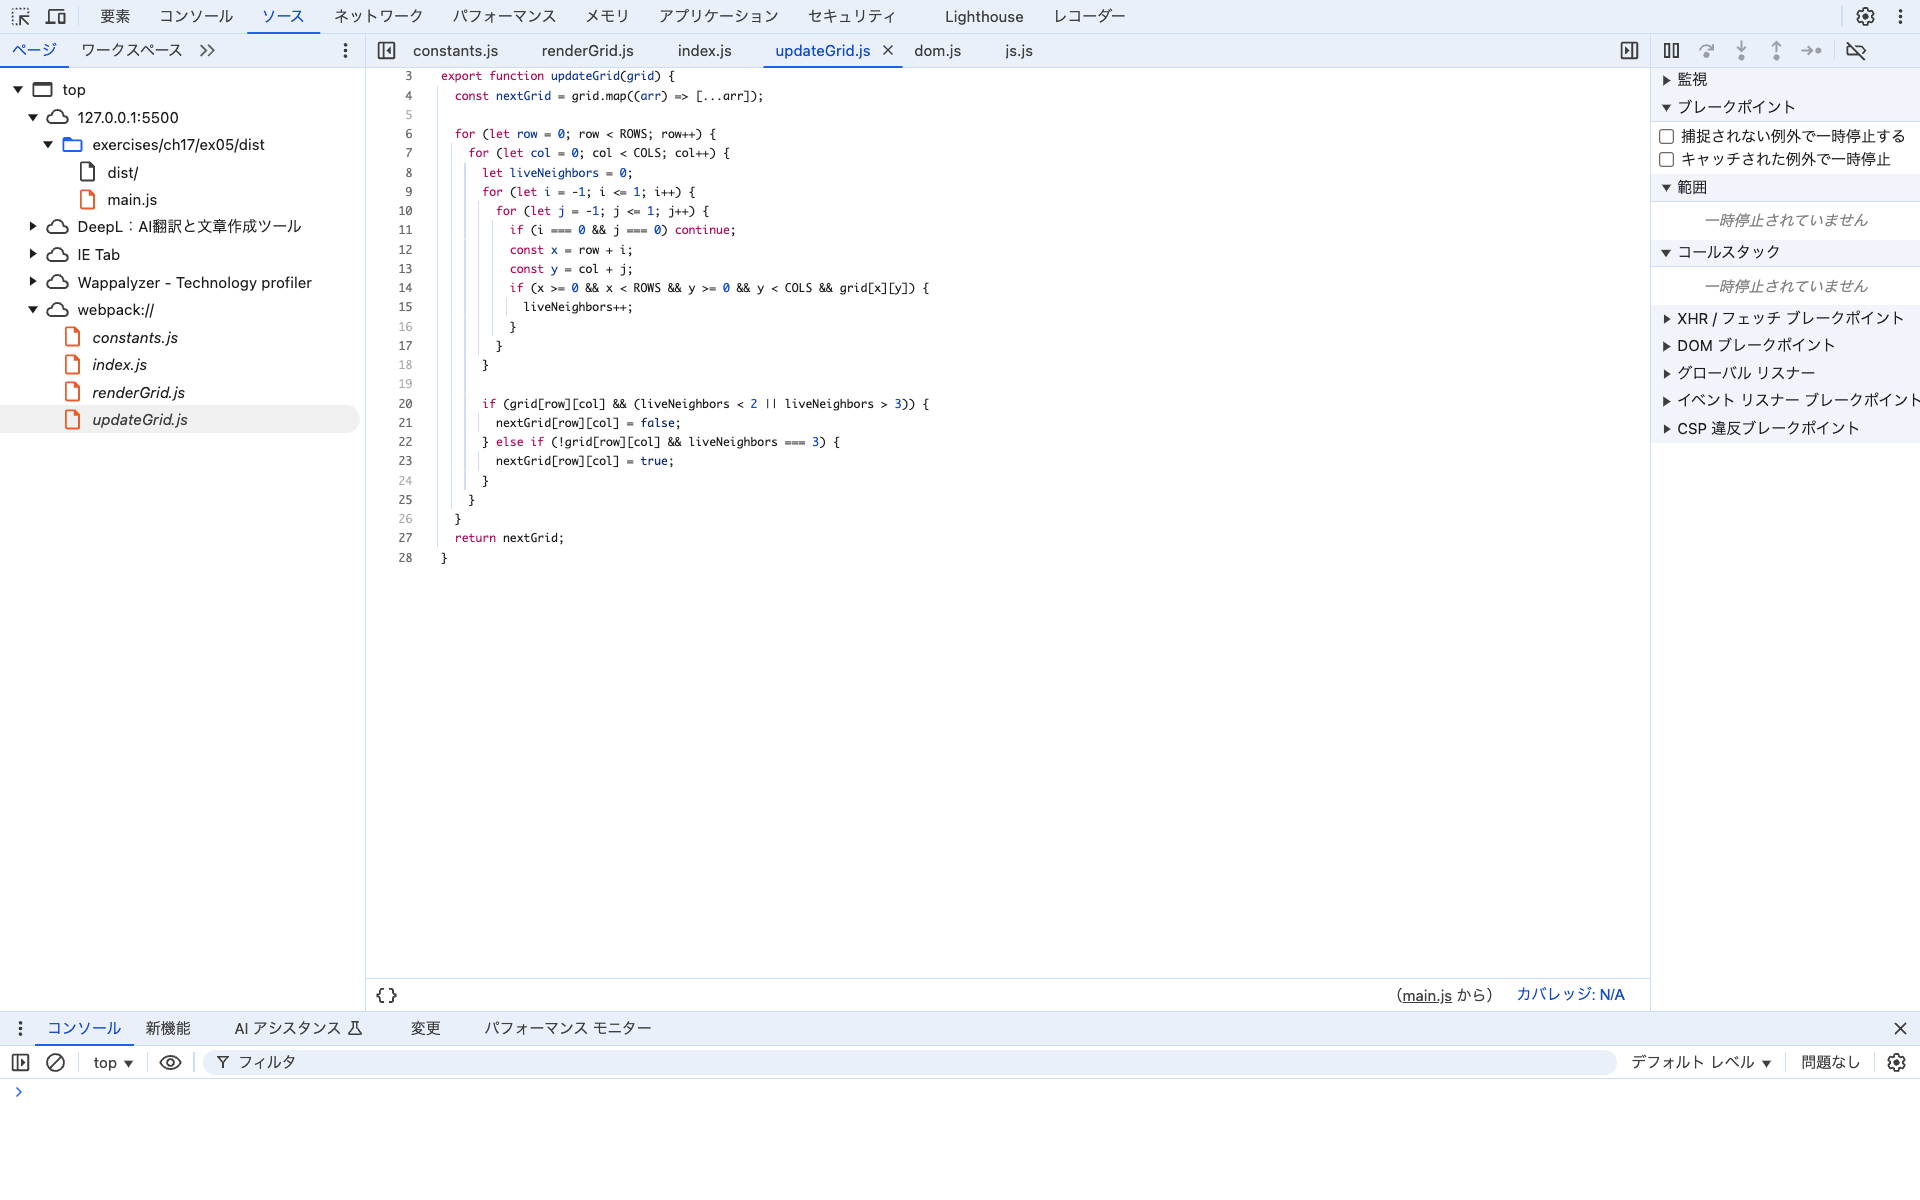 要素 コンソール ソース ネットワーク パフォーマンス メモリ アプリケーション セキュリティ Lighthouse レコーダー
ページ ワークスペース
constants.js renderGrid.js index.js updateGrid.js dom.js js.js
top
127.0.0.1:5500
exercises/ch17/ex05/dist
dist/
main.js
DeepL：AI翻訳と文章作成ツール
IE Tab
Wappalyzer - Technology profiler
webpack://
constants.js
index.js
renderGrid.js
updateGrid.js
3 export function updateGrid(grid) {
4 const nextGrid = grid.map((arr) => [...arr]);
5
6 for (let row = 0; row < ROWS; row++) {
7 for (let col = 0; col < COLS; col++) {
8 let liveNeighbors = 0;
9 for (let i = -1; i <= 1; i++) {
10 for (let j = -1; j <= 1; j++) {
11 if (i === 0 && j === 0) continue;
12 const x = row + i;
13 const y = col + j;
14 if (x >= 0 && x < ROWS && y >= 0 && y < COLS && grid[x][y]) {
15 liveNeighbors++;
16 }
17 }
18 }
19
20 if (grid[row][col] && (liveNeighbors < 2 || liveNeighbors > 3)) {
21 nextGrid[row][col] = false;
22 } else if (!grid[row][col] && liveNeighbors === 3) {
23 nextGrid[row][col] = true;
24 }
25 }
26 }
27 return nextGrid;
28 }
{} (main.js から) カバレッジ: N/A
監視
ブレークポイント
捕捉されない例外で一時停止する
キャッチされた例外で一時停止
範囲
一時停止されていません
コールスタック
一時停止されていません
XHR / フェッチ ブレークポイント
DOM ブレークポイント
グローバル リスナー
イベント リスナー ブレークポイント
CSP 違反ブレークポイント
コンソール 新機能 AI アシスタンス 変更 パフォーマンス モニター
top フィルタ デフォルト レベル 問題なし